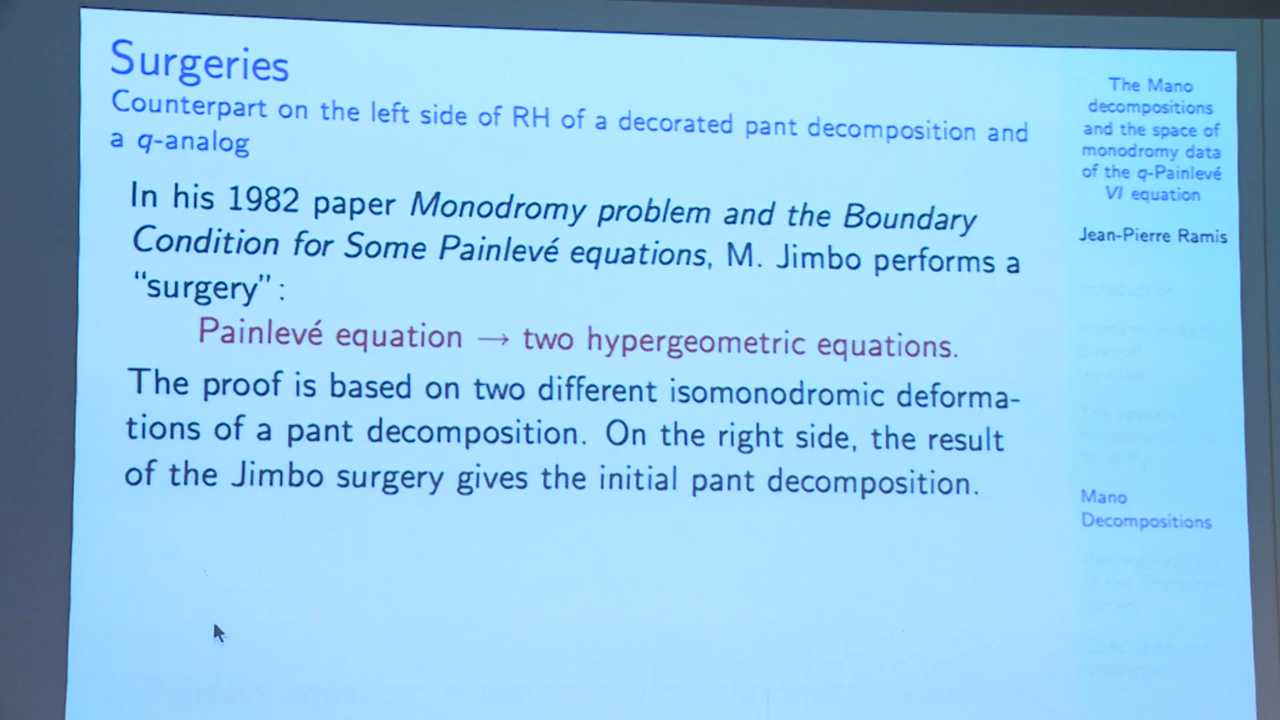 Surgeries
Counterpart on the left side of RH of a decorated pant decomposition and
a q-analog
In his 1982 paper Monodromy problem and the Boundary
Condition for Some Painlevé equations, M. Jimbo performs a
“surgery” :
Painlevé equation → two hypergeometric equations.
The proof is based on two different isomonodromic deforma-
tions of a pant decomposition. On the right side, the result
of the Jimbo surgery gives the initial pant decomposition.
The Mano
decompositions
and the space of
monodromy data
of the q-Painlevé
VI equation
Jean-Pierre Ramis
Mano
Decompositions